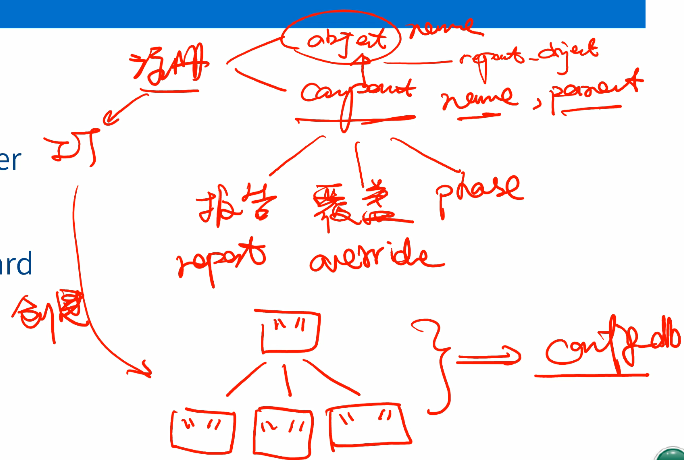 object name
注册 report_object
component name, parent
er 工厂
报告 覆盖 phase
report override
ard
创建
" "
config_db
" " " " " "